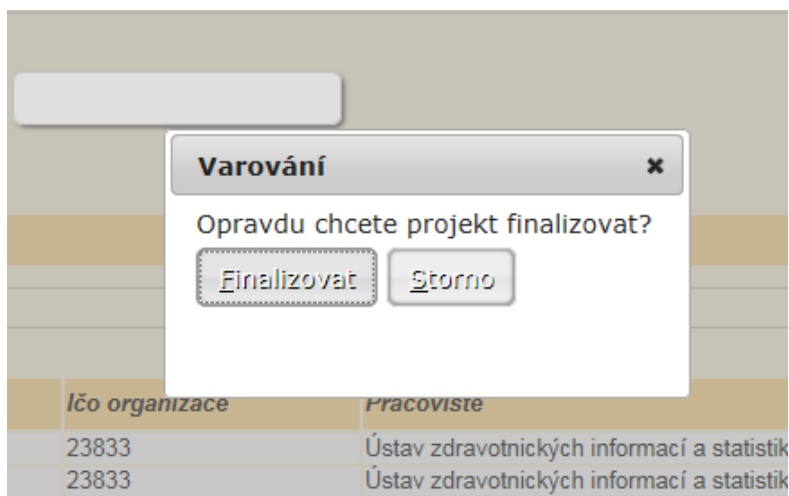 Varování
Opravdu chcete projekt finalizovat?
Finalizovat Storno
Ičo organizace Pracoviště
23833 Ústav zdravotnických informací a statistik
23833 Ústav zdravotnických informací a statistik